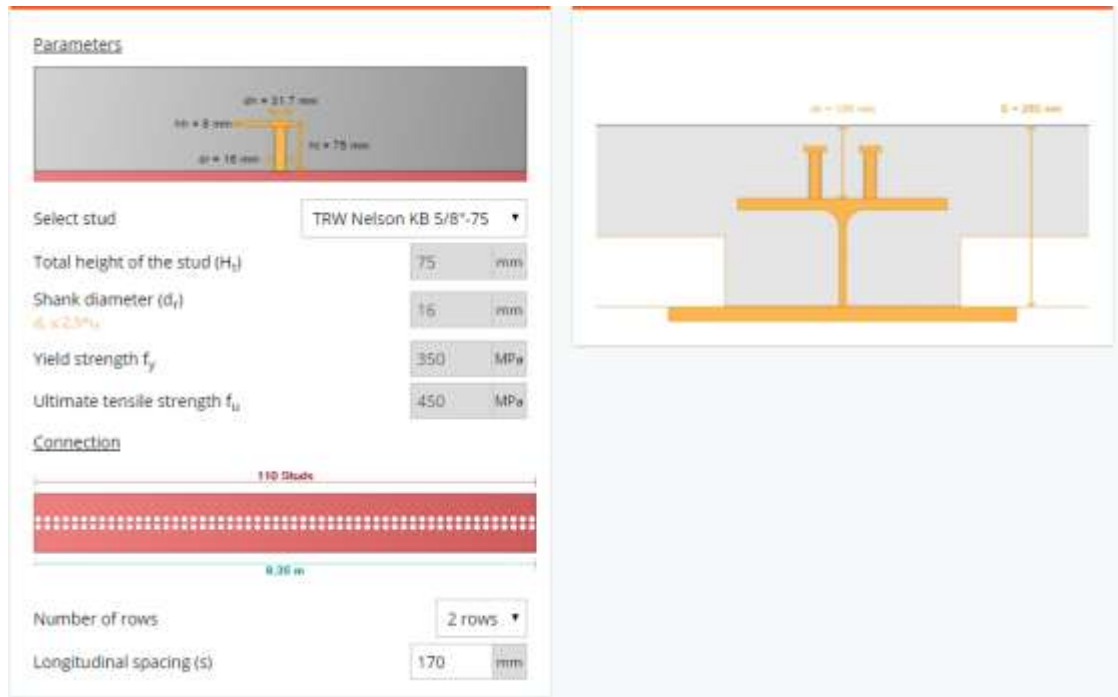 Parameters
dh = 31.7 mm
hh = 8 mm
ht = 75 mm
dr = 16 mm
Select stud
TRW Nelson KB 5/8"-75
Total height of the stud (Ht)
75 mm
Shank diameter (dr)
16 mm
Yield strength fy
350 MPa
Ultimate tensile strength fu
450 MPa
Connection
110 Studs
9.35 m
Number of rows
2 rows
Longitudinal spacing (s)
170 mm